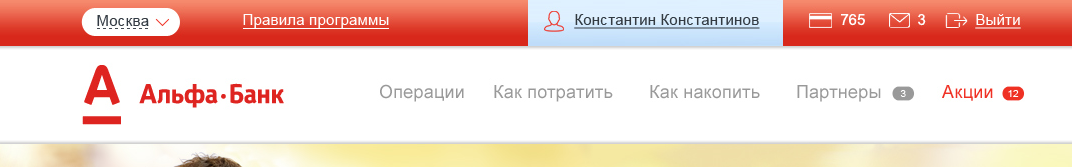 Москва Правила программы Константин Константинов 765 3 Выйти
А Альфа·Банк Операции Как потратить Как накопить Партнеры 3 Акции 12